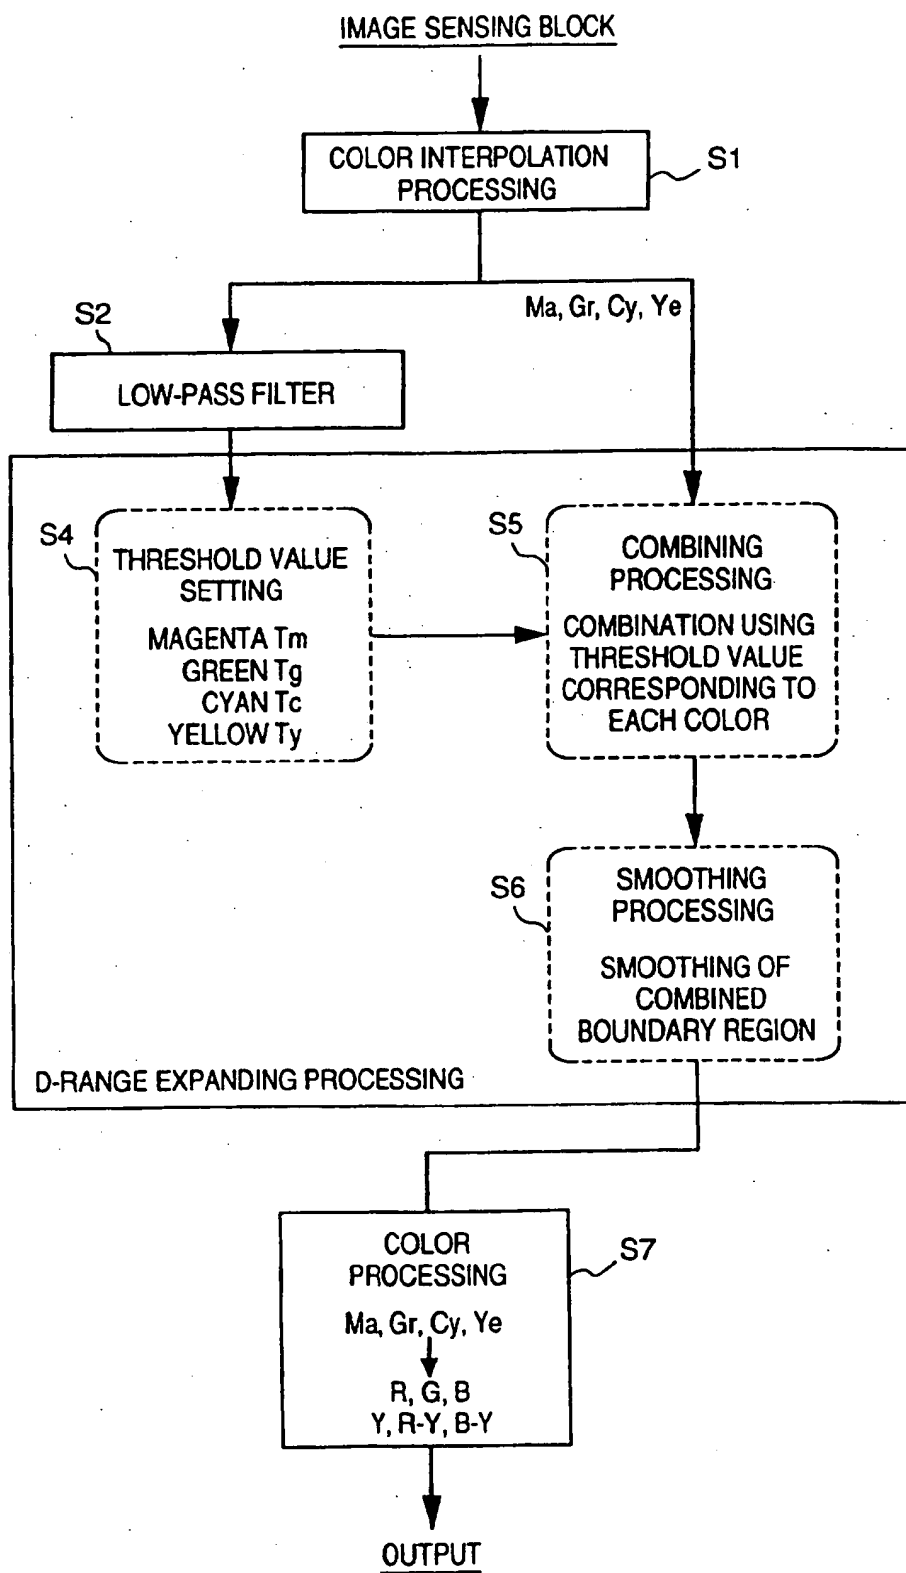 IMAGE SENSING BLOCK
COLOR INTERPOLATION
PROCESSING
S1
Ma, Gr, Cy, Ye
S2
LOW-PASS FILTER
S4
THRESHOLD VALUE
SETTING
MAGENTA Tm
GREEN Tg
CYAN Tc
YELLOW Ty
S5
COMBINING
PROCESSING
COMBINATION USING
THRESHOLD VALUE
CORRESPONDING TO
EACH COLOR
S6
SMOOTHING
PROCESSING
SMOOTHING OF
COMBINED
BOUNDARY REGION
D-RANGE EXPANDING PROCESSING
COLOR
PROCESSING
S7
Ma, Gr, Cy, Ye
R, G, B
Y, R-Y, B-Y
OUTPUT